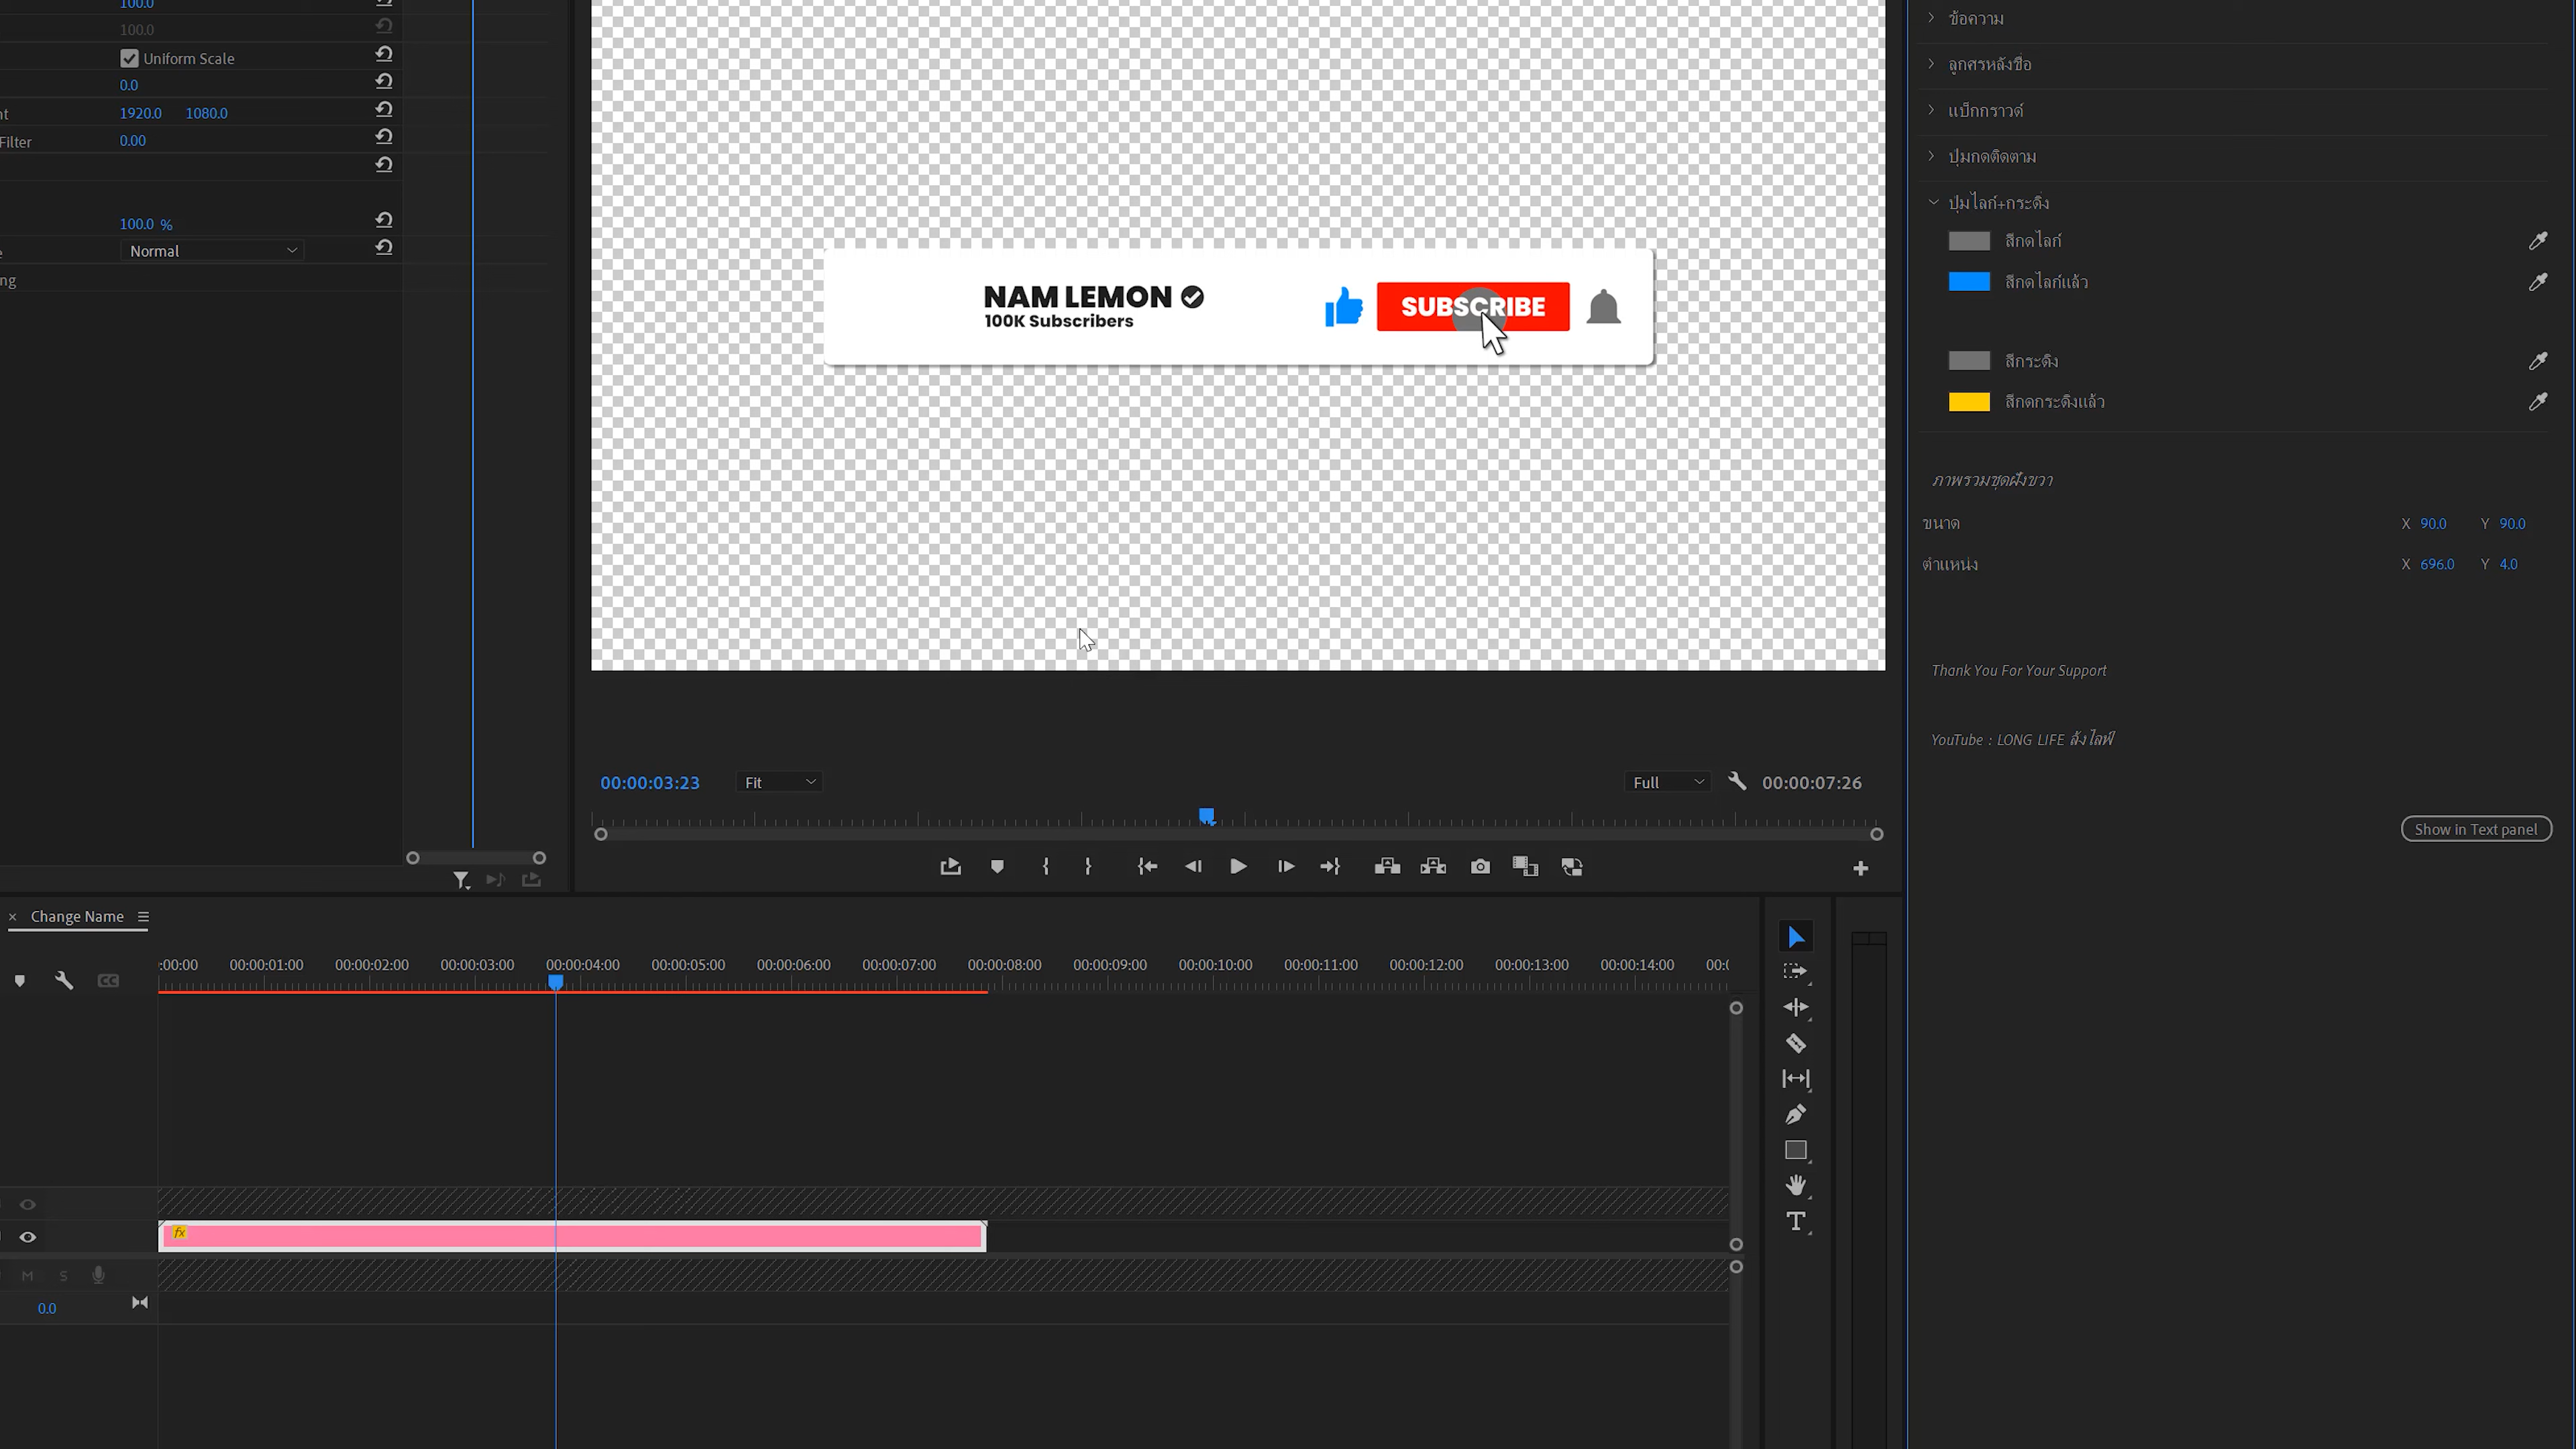 100.0
100.0
Uniform Scale
0.0
nt 1920.0 1080.0
Filter 0.00
100.0 %
e Normal
ng
NAM LEMON
100K Subscribers
SUBSCRIBE
ข้อความ
ลูกศรหลังชื่อ
แบ็กกราวด์
ปุ่มกดติดตาม
ปุ่มไลก์+กระดิ่ง
สีกดไลก์
สีกดไลก์แล้ว
สีกระดิ่ง
สีกดกระดิ่งแล้ว
ภาพรวมชุดฝั่งขวา
ขนาด X 90.0 Y 90.0
ตำแหน่ง X 696.0 Y 4.0
Thank You For Your Support
YouTube : LONG LIFE ลังไลฟ์
Show in Text panel
00:00:03:23 Fit Full 00:00:07:26
× Change Name
:00:00 00:00:01:00 00:00:02:00 00:00:03:00 00:00:04:00 00:00:05:00 00:00:06:00 00:00:07:00 00:00:08:00 00:00:09:00 00:00:10:00 00:00:11:00 00:00:12:00 00:00:13:00 00:00:14:00 00:0
CC
fx
M S
0.0